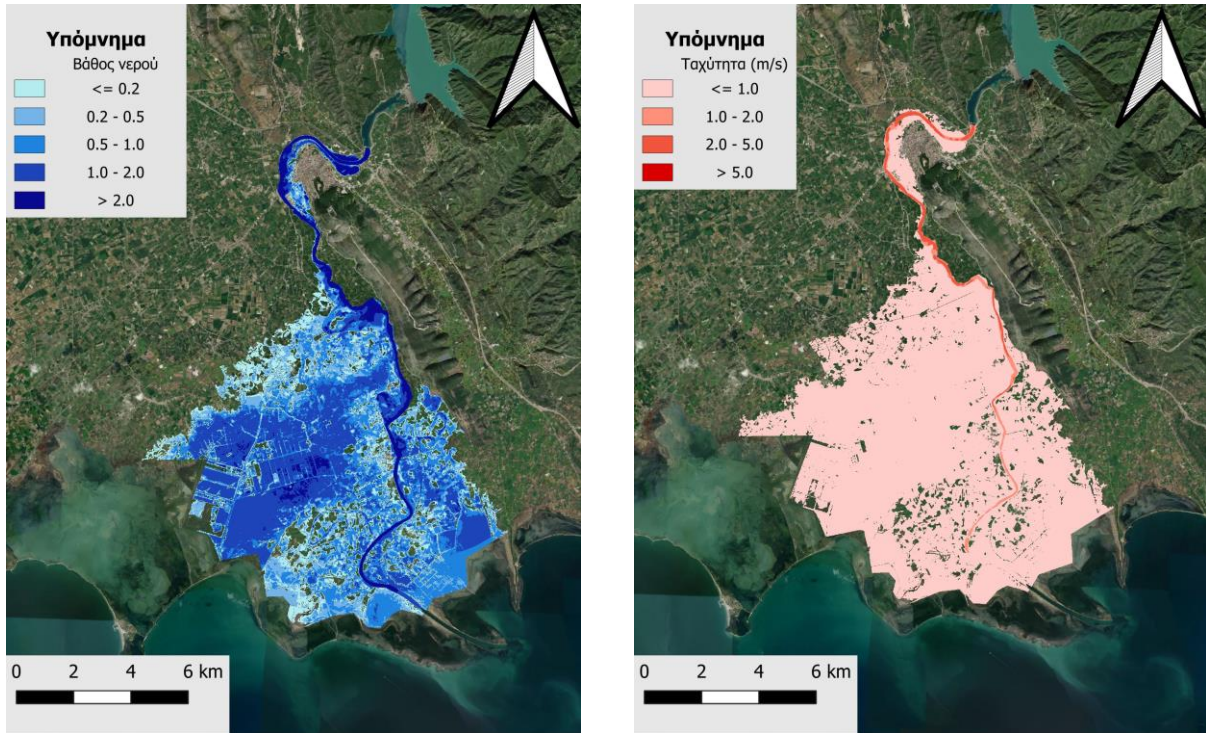 Υπόμνημα
Βάθος νερού
<= 0.2
0.2 - 0.5
0.5 - 1.0
1.0 - 2.0
> 2.0
0 2 4 6 km
Υπόμνημα
Ταχύτητα (m/s)
<= 1.0
1.0 - 2.0
2.0 - 5.0
> 5.0
0 2 4 6 km